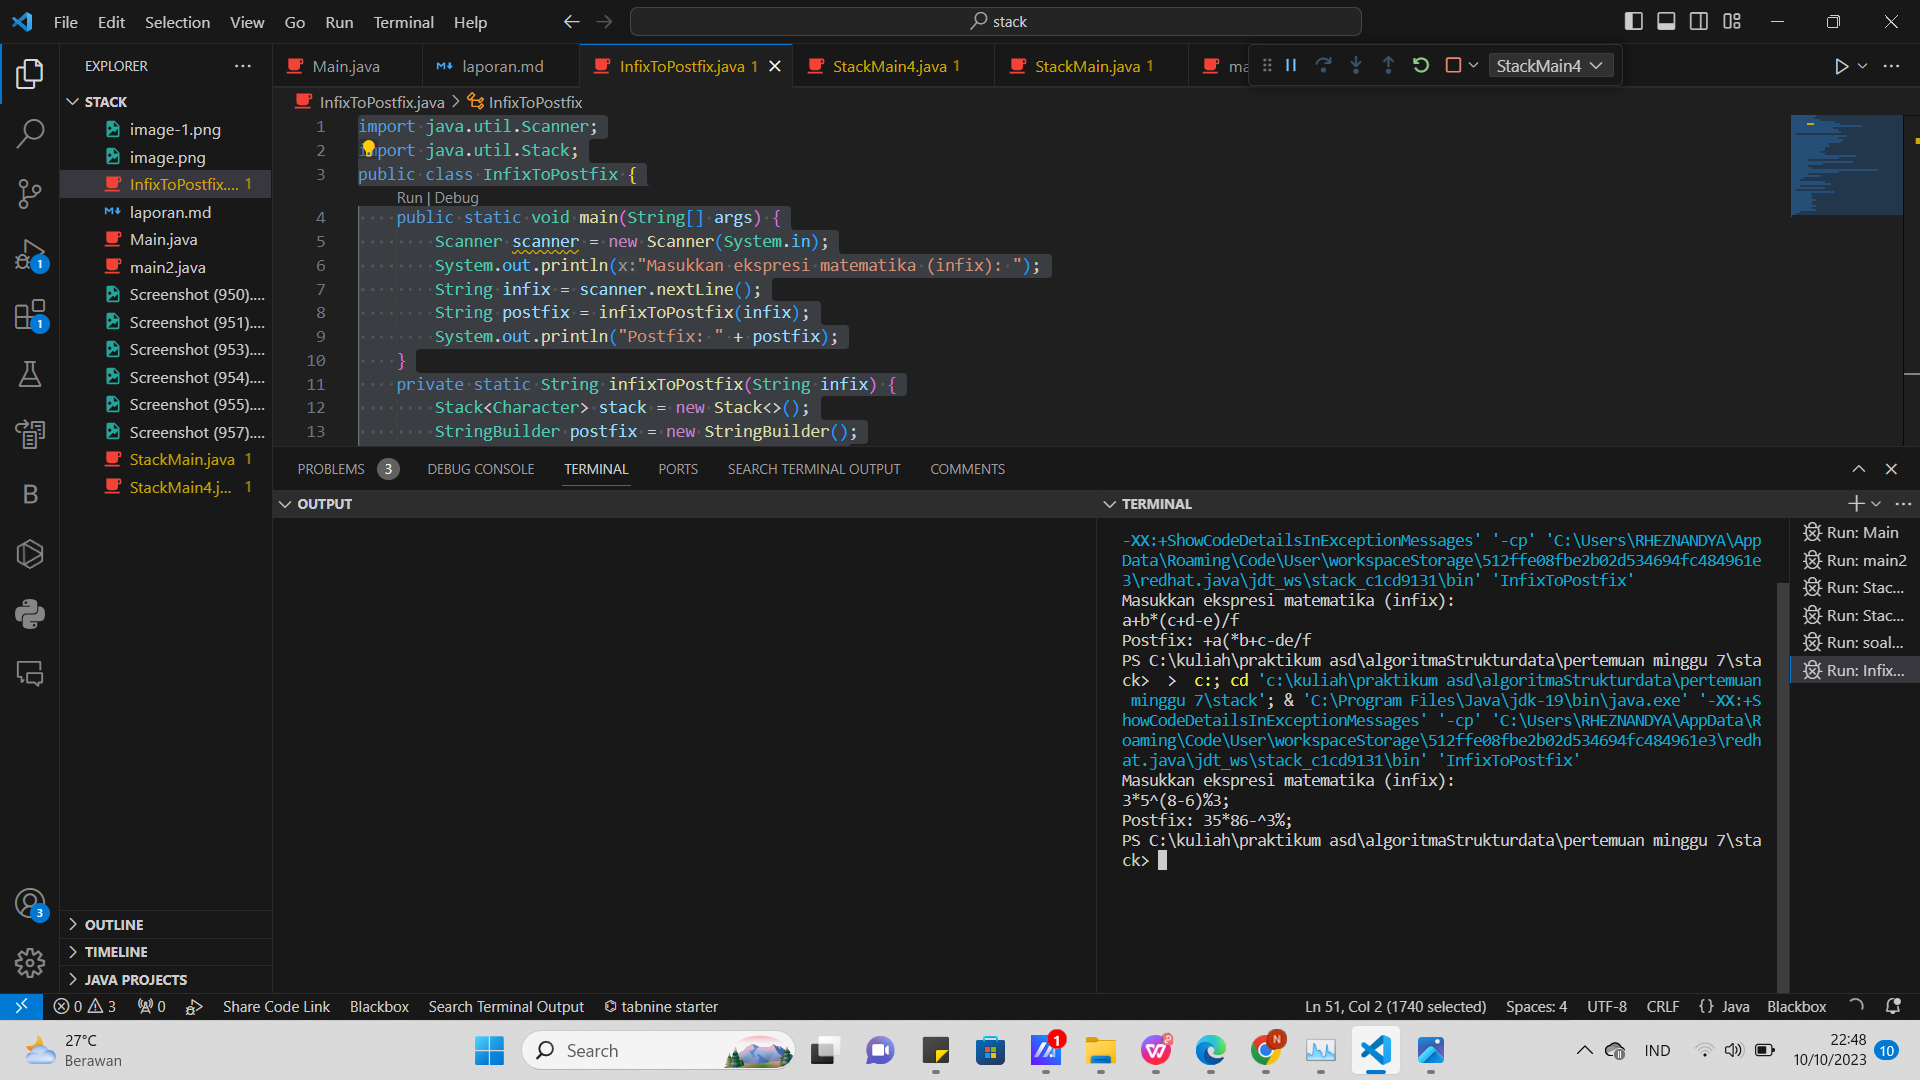 File Edit Selection View Go Run Terminal Help
stack
EXPLORER
STACK
image-1.png
image.png
InfixToPostfix.... 1
laporan.md
Main.java
main2.java
Screenshot (950)....
Screenshot (951)....
Screenshot (953)....
Screenshot (954)....
Screenshot (955)....
Screenshot (957)....
StackMain.java 1
StackMain4.j... 1
OUTLINE
TIMELINE
JAVA PROJECTS
Main.java laporan.md InfixToPostfix.java 1 StackMain4.java 1 StackMain.java 1 ma
StackMain4
InfixToPostfix.java > InfixToPostfix
1 import java.util.Scanner;
2 import java.util.Stack;
3 public class InfixToPostfix {
Run | Debug
4 public static void main(String[] args) {
5 Scanner scanner = new Scanner(System.in);
6 System.out.println(x:"Masukkan ekspresi matematika (infix): ");
7 String infix = scanner.nextLine();
8 String postfix = infixToPostfix(infix);
9 System.out.println("Postfix: " + postfix);
10 }
11 private static String infixToPostfix(String infix) {
12 Stack<Character> stack = new Stack<>();
13 StringBuilder postfix = new StringBuilder();
PROBLEMS 3 DEBUG CONSOLE TERMINAL PORTS SEARCH TERMINAL OUTPUT COMMENTS
OUTPUT
TERMINAL
-XX:+ShowCodeDetailsInExceptionMessages' '-cp' 'C:\Users\RHEZNANDYA\App
Data\Roaming\Code\User\workspaceStorage\512ffe08fbe2b02d534694fc484961e
3\redhat.java\jdt_ws\stack_c1cd9131\bin' 'InfixToPostfix'
Masukkan ekspresi matematika (infix):
a+b*(c+d-e)/f
Postfix: +a(*b+c-de/f
PS C:\kuliah\praktikum asd\algoritmaStrukturdata\pertemuan minggu 7\sta
ck> > c:; cd 'c:\kuliah\praktikum asd\algoritmaStrukturdata\pertemuan
minggu 7\stack'; & 'C:\Program Files\Java\jdk-19\bin\java.exe' '-XX:+S
howCodeDetailsInExceptionMessages' '-cp' 'C:\Users\RHEZNANDYA\AppData\R
oaming\Code\User\workspaceStorage\512ffe08fbe2b02d534694fc484961e3\redh
at.java\jdt_ws\stack_c1cd9131\bin' 'InfixToPostfix'
Masukkan ekspresi matematika (infix):
3*5^(8-6)%3;
Postfix: 35*86-^3%;
PS C:\kuliah\praktikum asd\algoritmaStrukturdata\pertemuan minggu 7\sta
ck>
Run: Main
Run: main2
Run: Stac...
Run: Stac...
Run: soal...
Run: Infix...
0 3 0 Share Code Link Blackbox Search Terminal Output tabnine starter
Ln 51, Col 2 (1740 selected) Spaces: 4 UTF-8 CRLF {} Java Blackbox
27°C
Berawan
Search
IND
22:48
10/10/2023
10